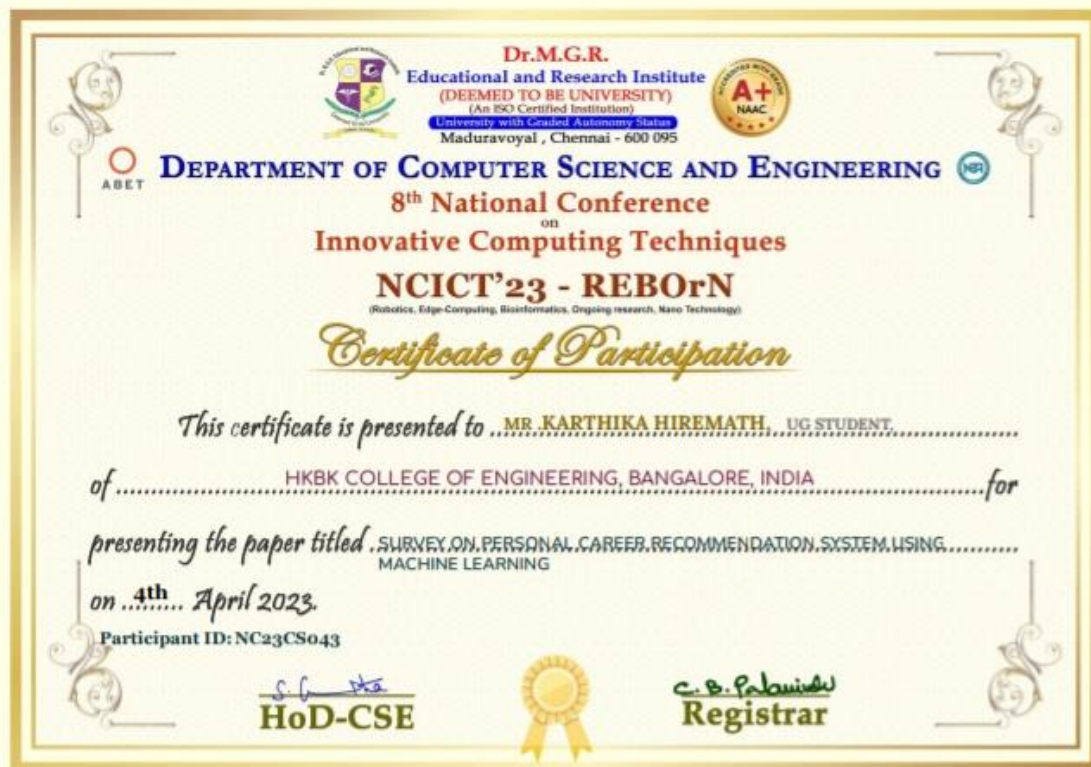 Dr.M.G.R.
Educational and Research Institute
(DEEMED TO BE UNIVERSITY)
(An ISO Certified Institution)
University with Graded Autonomy Status
Maduravoyal , Chennai - 600 095
ACCREDITED WITH GRADE
A+
NAAC
ABET
DEPARTMENT OF COMPUTER SCIENCE AND ENGINEERING
8th National Conference
on
Innovative Computing Techniques
NCICT'23 - REBOrN
(Robotics, Edge-Computing, Bioinformatics, Ongoing research, Nano Technology)
Certificate of Participation
This certificate is presented to ..MR .KARTHIKA HIREMATH, UG STUDENT,
of HKBK COLLEGE OF ENGINEERING, BANGALORE, INDIA for
presenting the paper titled SURVEY ON PERSONAL CAREER RECOMMENDATION SYSTEM USING
MACHINE LEARNING
on 4th April 2023.
Participant ID: NC23CS043
HoD-CSE
C. B. Palanivelu
Registrar